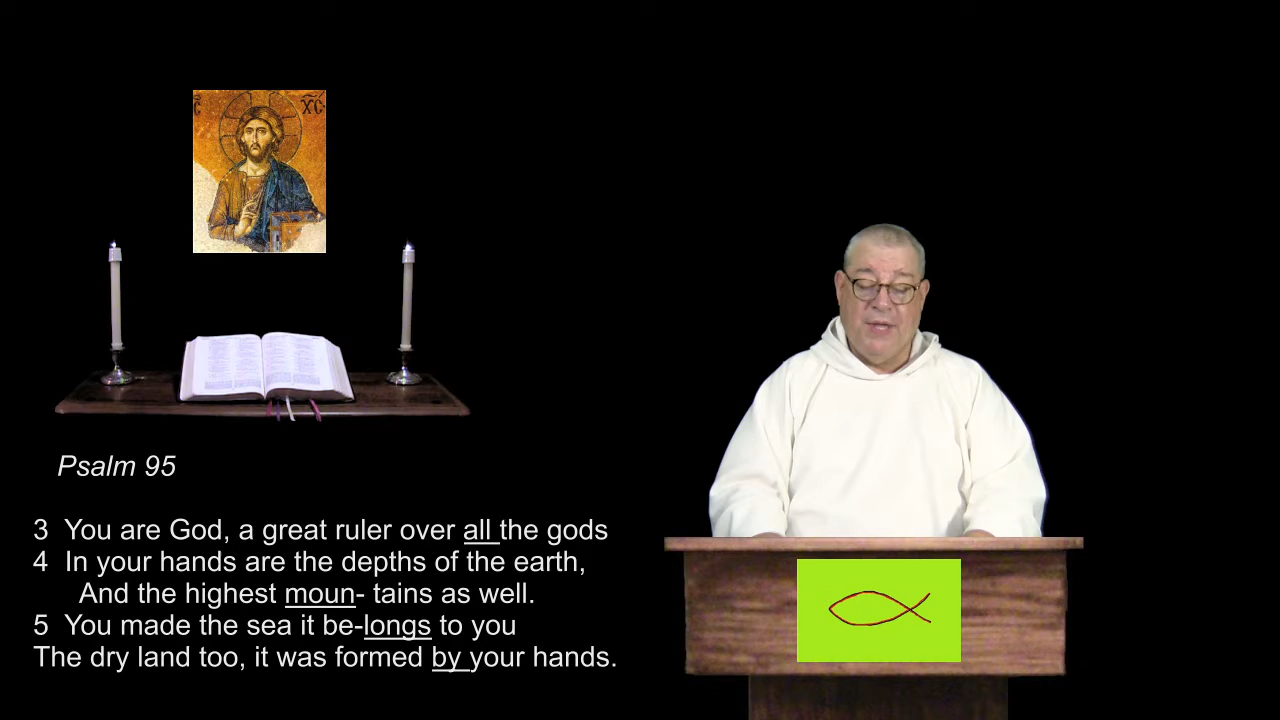 XC
Psalm 95
3 You are God, a great ruler over all the gods
4 In your hands are the depths of the earth,
And the highest moun- tains as well.
5 You made the sea it be-longs to you
The dry land too, it was formed by your hands.